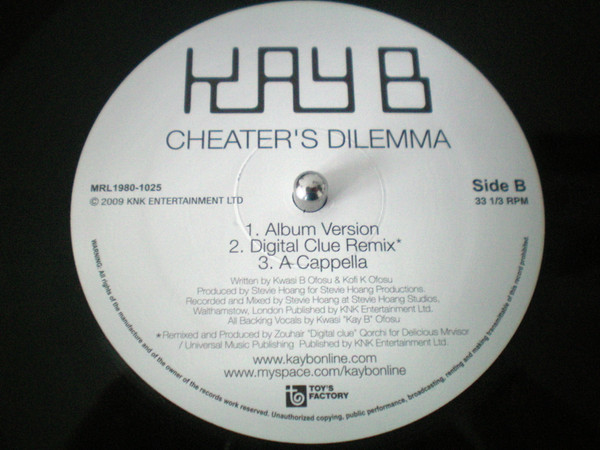 KAY B
CHEATER'S DILEMMA
MRL1980-1025
© 2009 KNK ENTERTAINMENT LTD
Side B
33 1/3 RPM
1. Album Version
2. Digital Clue Remix*
3. A Cappella
Written by Kwasi B Ofosu & Kofi K Ofosu
Produced by Stevie Hoang for Stevie Hoang Productions.
Recorded and Mixed by Stevie Hoang at Stevie Hoang Studios,
Walthamstow, London Published by KNK Entertainment Ltd.
All Backing Vocals by Kwasi "Kay B" Ofosu
*Remixed and Produced by Zouhair "Digital clue" Qorchi for Delicious Mrvisor
/ Universal Music Publishing Published by KNK Entertainment Ltd.
www.kaybonline.com
www.myspace.com/kaybonline
TOY'S
FACTORY
WARNING: All rights of the manufacture and of the owner of the records work reserved. Unauthorized copying, public performance, broadcasting, renting and making transmittable of this record prohibited.